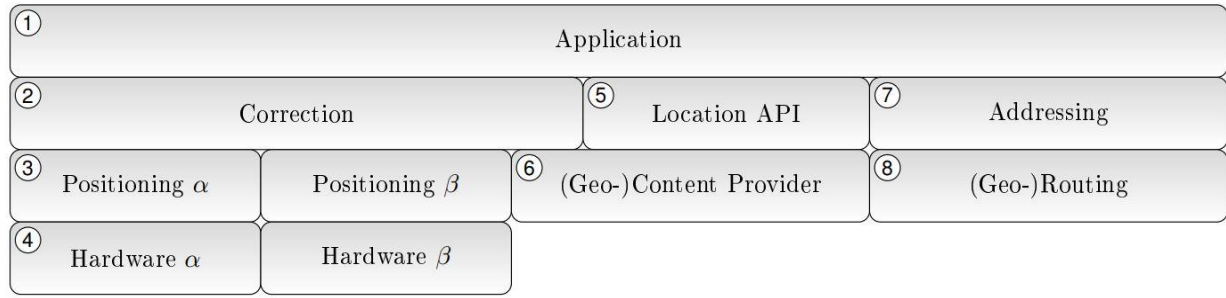 1 Application
2 Correction 5 Location API 7 Addressing
3 Positioning α Positioning β 6 (Geo-)Content Provider 8 (Geo-)Routing
4 Hardware α Hardware β